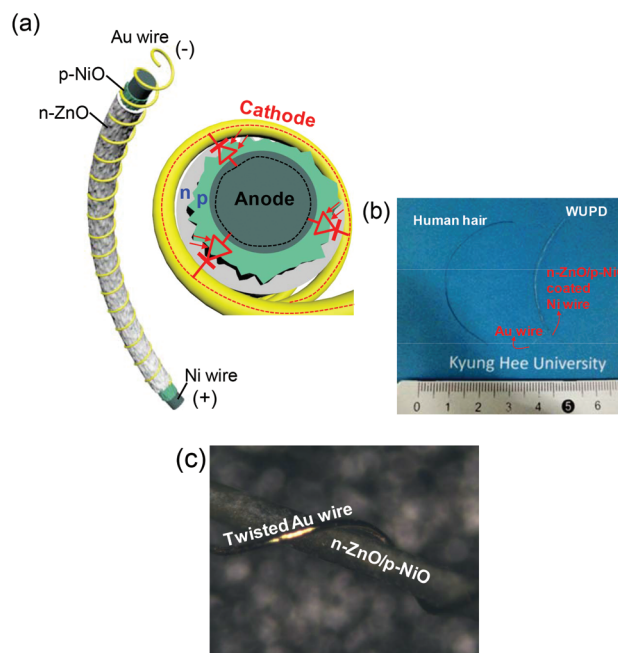 (a)
Au wire
(-)
p-NiO
n-ZnO
Cathode
n p
Anode
Ni wire
(+)
(b)
Human hair
WUPD
n-ZnO/p-Ni
coated
Ni wire
Au wire
Kyung Hee University
0 1 2 3 4 5 6
(c)
Twisted Au wire
n-ZnO/p-NiO